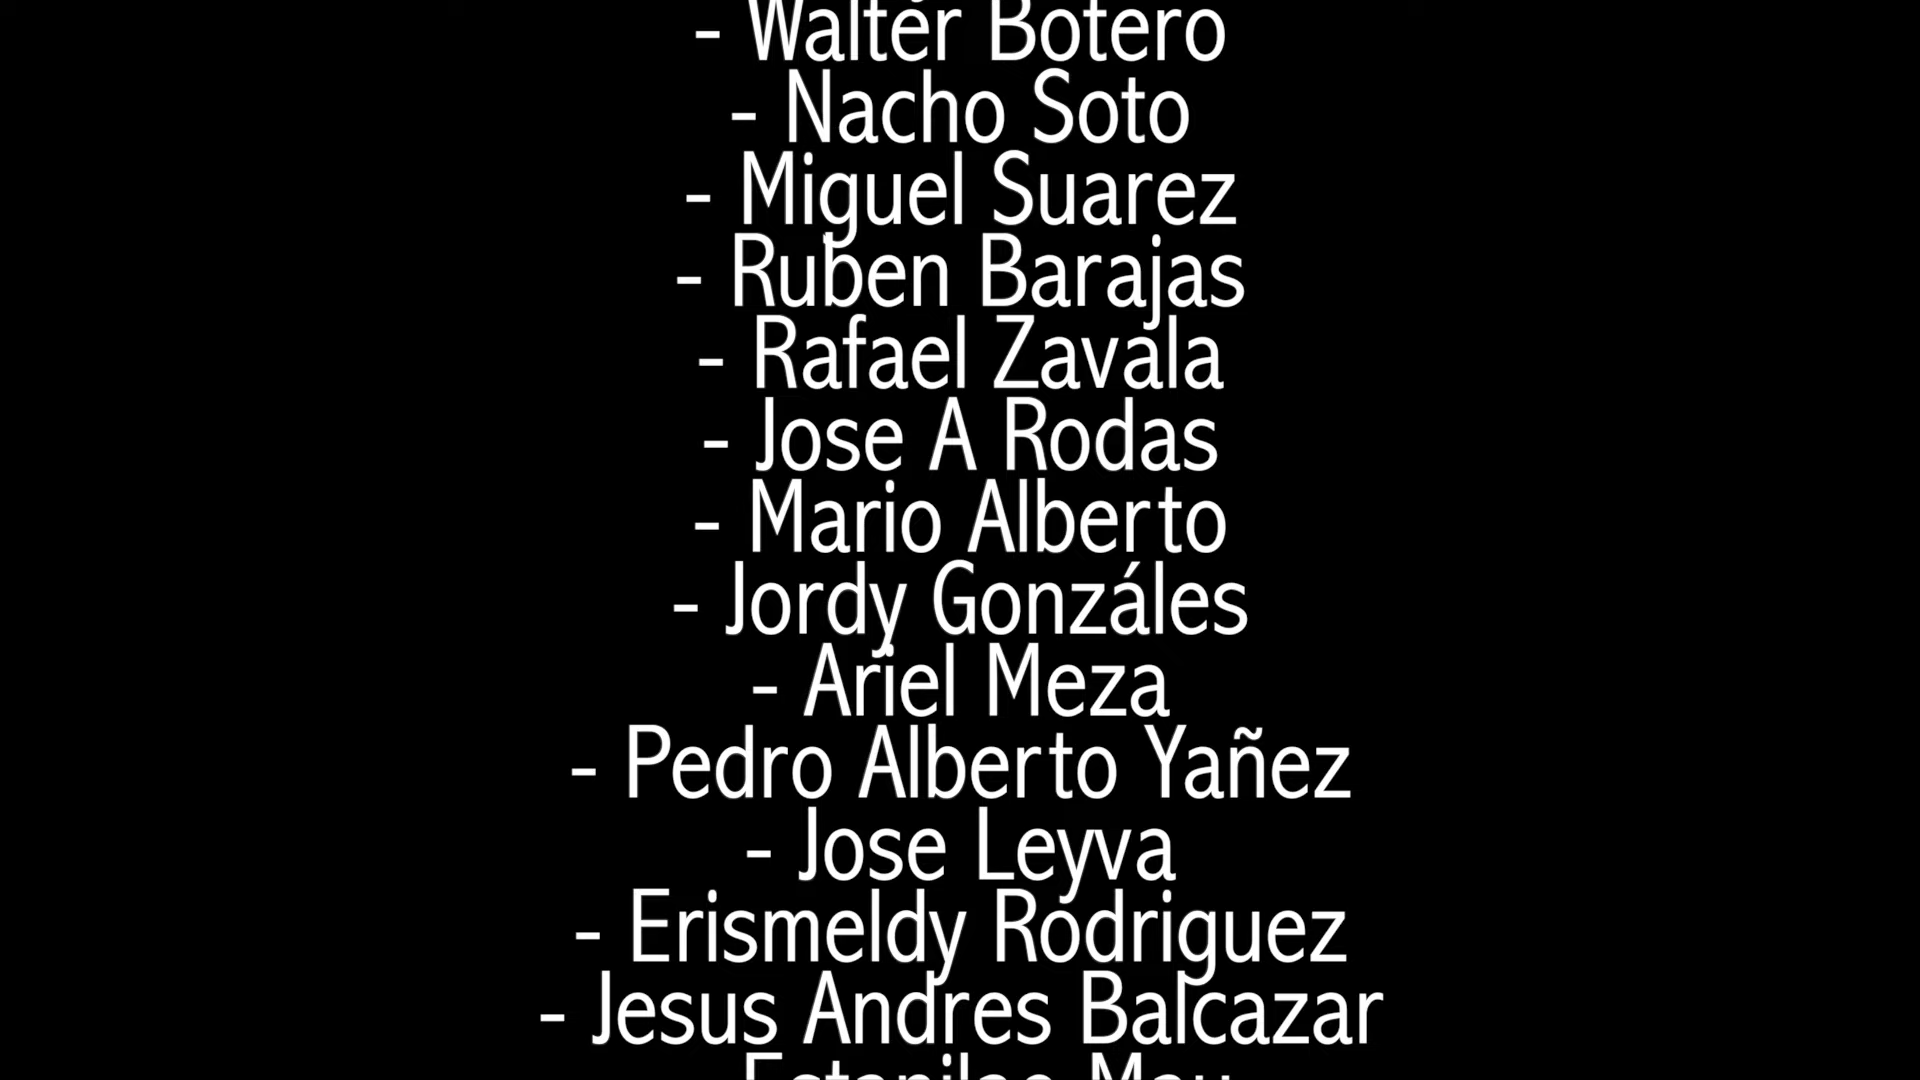 - Walter Botero
- Nacho Soto
- Miguel Suarez
- Ruben Barajas
- Rafael Zavala
- Jose A Rodas
- Mario Alberto
- Jordy Gonzáles
- Ariel Meza
- Pedro Alberto Yañez
- Jose Leyva
- Erismeldy Rodriguez
- Jesus Andres Balcazar